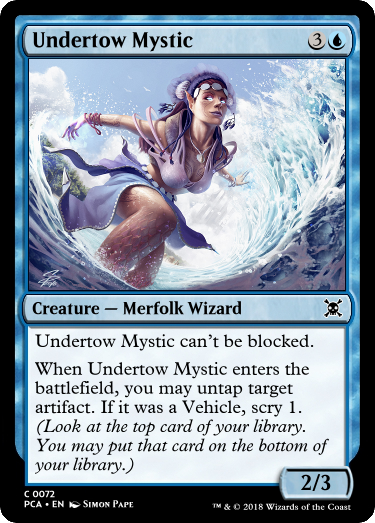 Undertow Mystic 3
Creature — Merfolk Wizard
Undertow Mystic can't be blocked.
When Undertow Mystic enters the
battlefield, you may untap target
artifact. If it was a Vehicle, scry 1.
(Look at the top card of your library.
You may put that card on the bottom of
your library.)
2/3
C 0072
PCA • EN Simon Pape
™ & © 2018 Wizards of the Coast